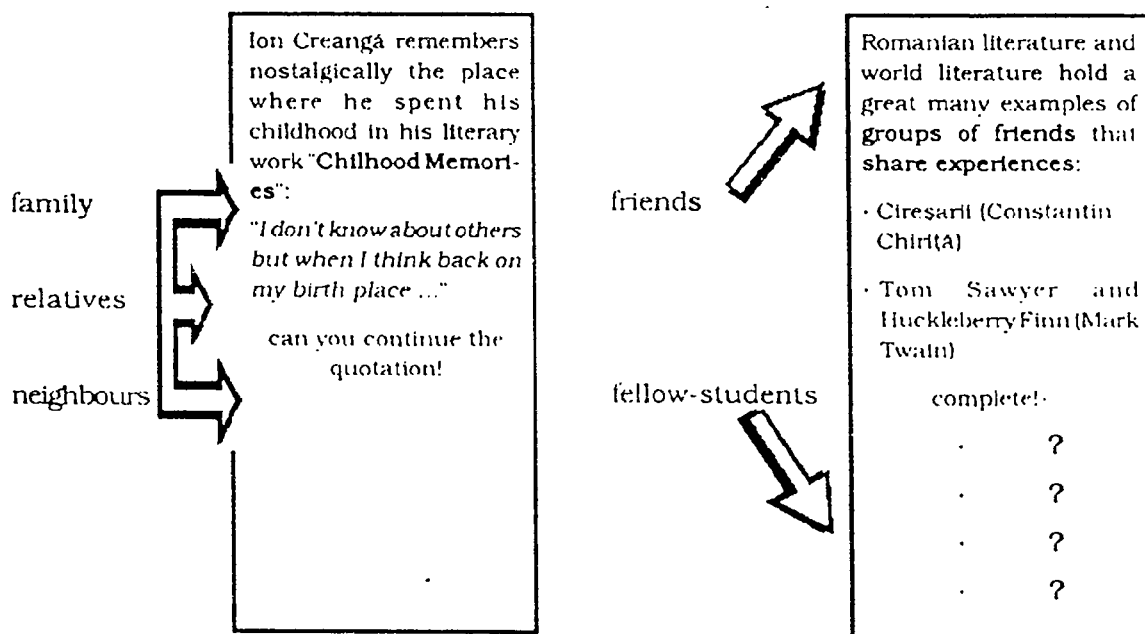 family
relatives
neighbours
Ion Creangá remembers
nostalgically the place
where he spent his
childhood in his literary
work "Chilhood Memori-
es":
"I don't know about others
but when I think back on
my birth place ..."
can you continue the
quotation!
friends
fellow-students
Romanian literature and
world literature hold a
great many examples of
groups of friends that
share experiences:
· Cireşarii (Constantin
Chiriţá)
· Tom Sawyer and
Huckleberry Finn (Mark
Twain)
complete!·
· ?
· ?
· ?
· ?